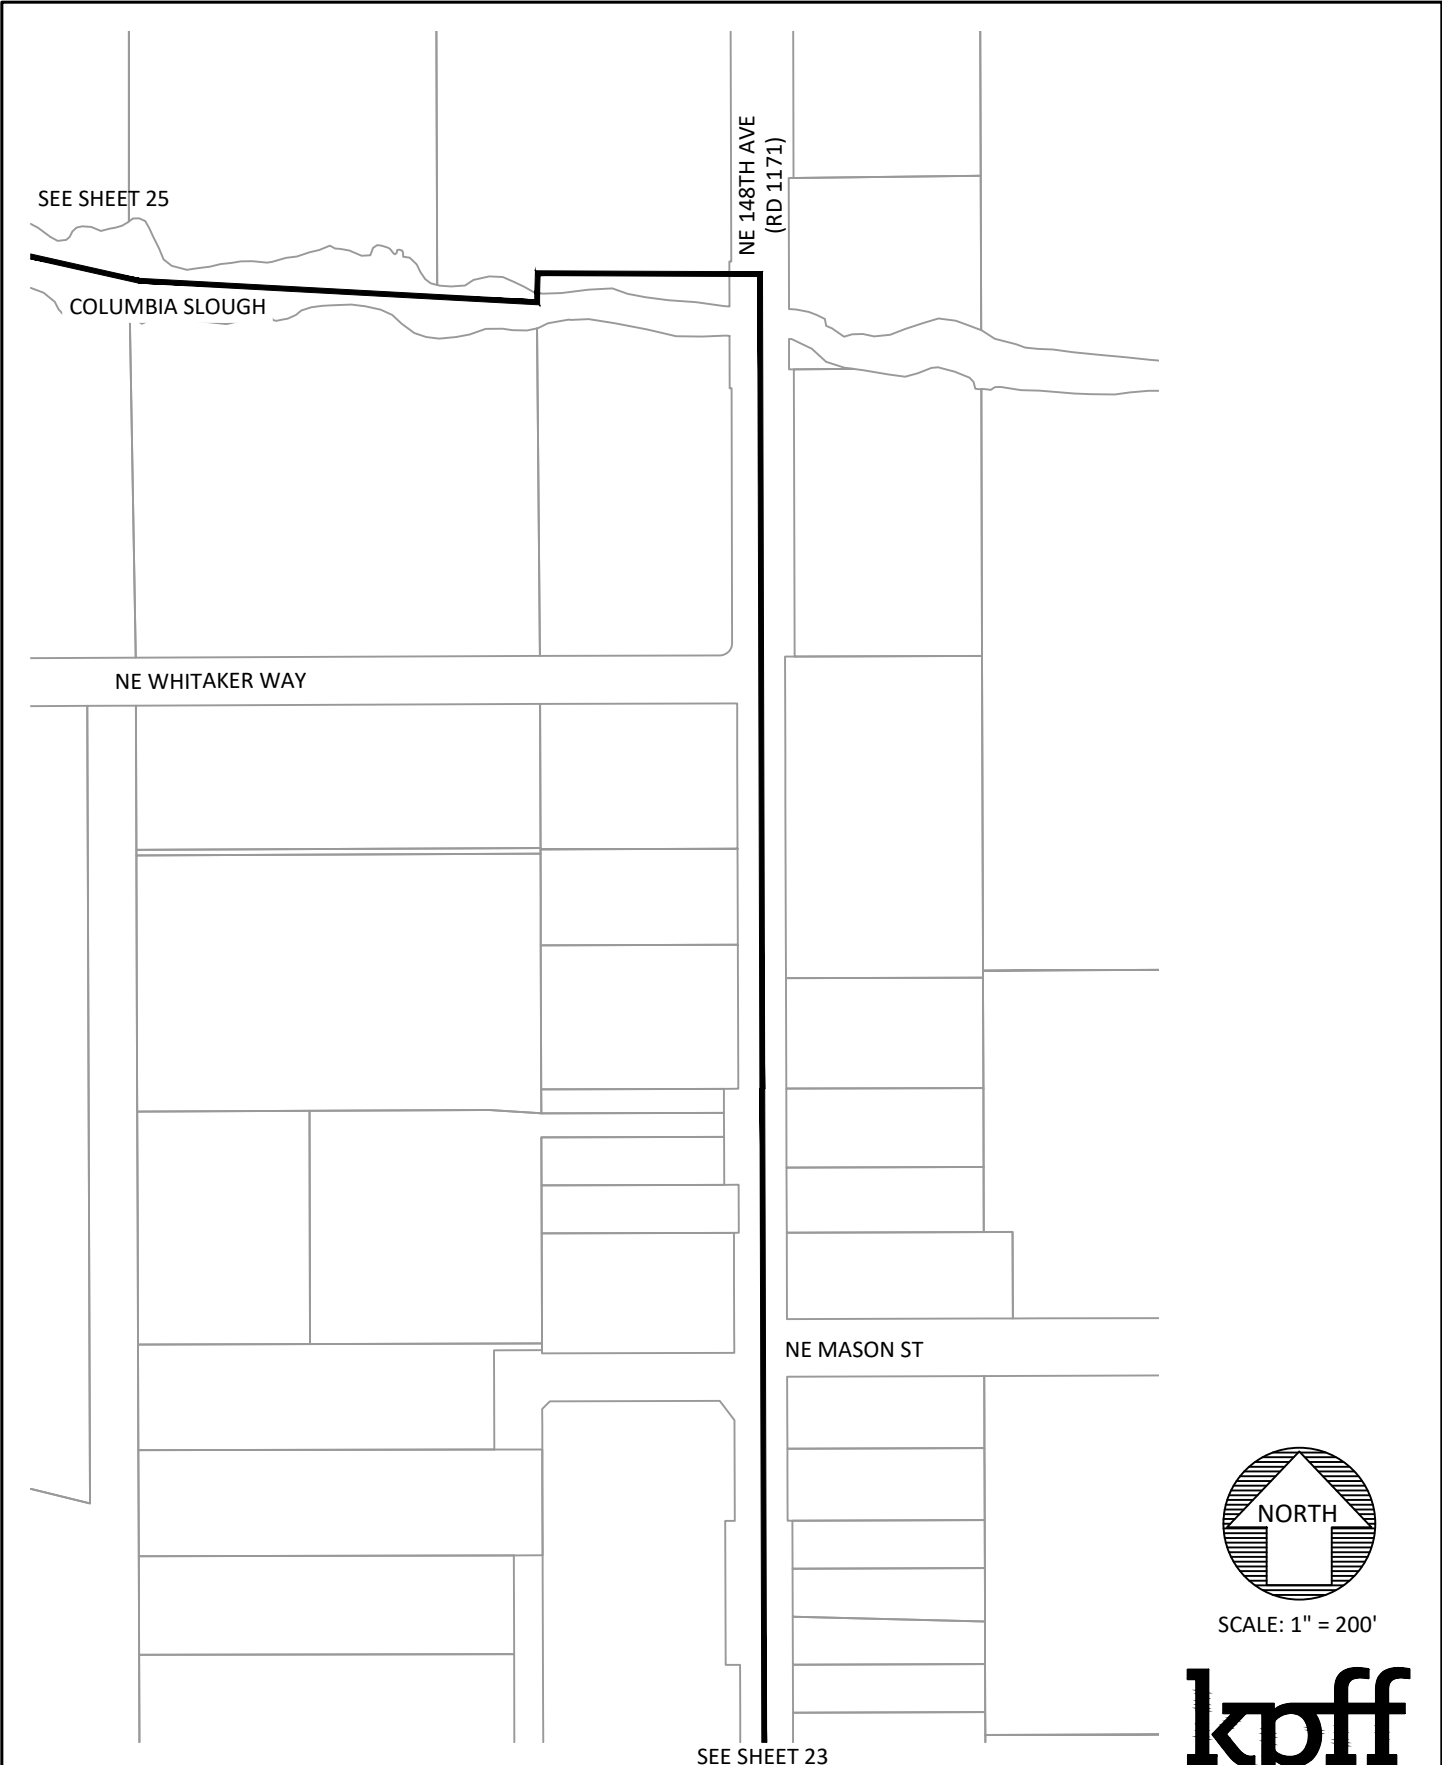 NE 148TH AVE
(RD 1171)
SEE SHEET 25
COLUMBIA SLOUGH
NE WHITAKER WAY
NE MASON ST
NORTH
SCALE: 1" = 200'
kpff
SEE SHEET 23